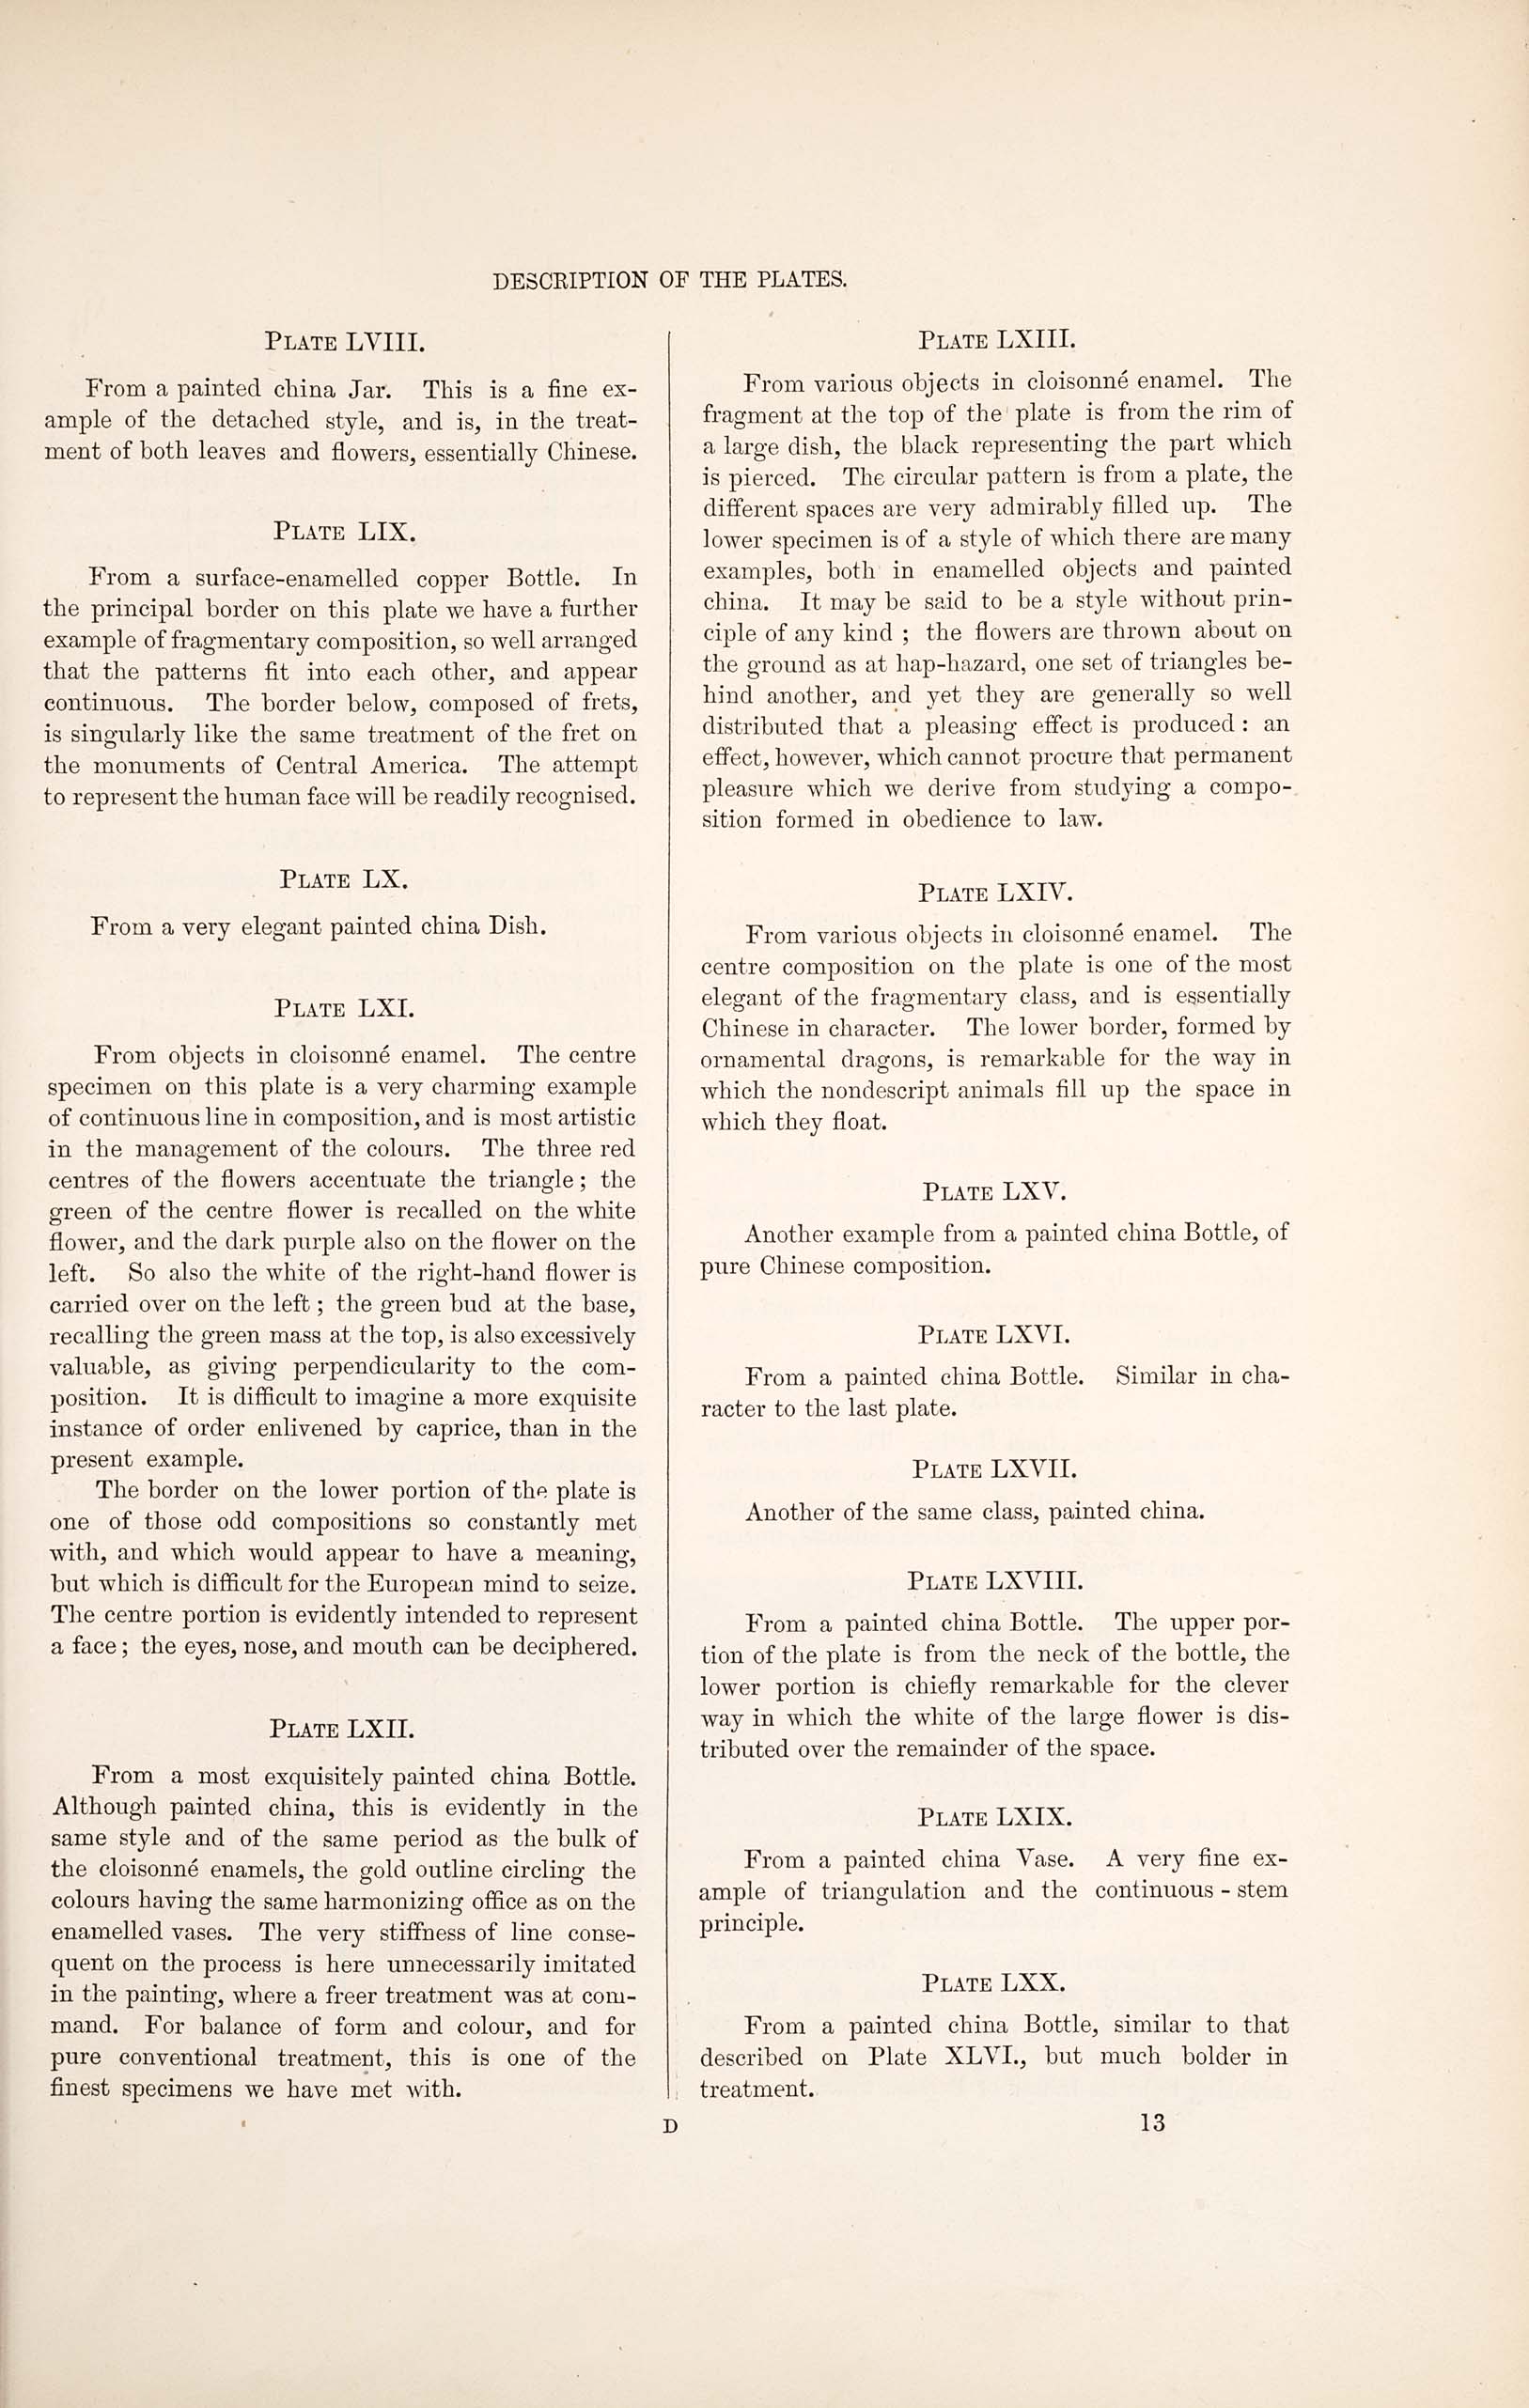 DESCRIPTION OF THE PLATES.
PLATE LVIII.
From a painted china Jar. This is a fine ex-
ample of the detached style, and is, in the treat-
ment of both leaves and flowers, essentially Chinese.
PLATE LIX.
From a surface-enamelled copper Bottle. In
the principal border on this plate we have a further
example of fragmentary composition, so well arranged
that the patterns fit into each other, and appear
continuous. The border below, composed of frets,
is singularly like the same treatment of the fret on
the monuments of Central America. The attempt
to represent the human face will be readily recognised.
PLATE LX.
From a very elegant painted china Dish.
PLATE LXI.
From objects in cloisonné enamel. The centre
specimen on this plate is a very charming example
of continuous line in composition, and is most artistic
in the management of the colours. The three red
centres of the flowers accentuate the triangle; the
green of the centre flower is recalled on the white
flower, and the dark purple also on the flower on the
left. So also the white of the right-hand flower is
carried over on the left; the green bud at the base,
recalling the green mass at the top, is also excessively
valuable, as giving perpendicularity to the com-
position. It is difficult to imagine a more exquisite
instance of order enlivened by caprice, than in the
present example.
The border on the lower portion of the plate is
one of those odd compositions so constantly met
with, and which would appear to have a meaning,
but which is difficult for the European mind to seize.
The centre portion is evidently intended to represent
a face; the eyes, nose, and mouth can be deciphered.
PLATE LXII.
From a most exquisitely painted china Bottle.
Although painted china, this is evidently in the
same style and of the same period as the bulk of
the cloisonné enamels, the gold outline circling the
colours having the same harmonizing office as on the
enamelled vases. The very stiffness of line conse-
quent on the process is here unnecessarily imitated
in the painting, where a freer treatment was at com-
mand. For balance of form and colour, and for
pure conventional treatment, this is one of the
finest specimens we have met with.
PLATE LXIII.
From various objects in cloisonné enamel. The
fragment at the top of the plate is from the rim of
a large dish, the black representing the part which
is pierced. The circular pattern is from a plate, the
different spaces are very admirably filled up. The
lower specimen is of a style of which there are many
examples, both in enamelled objects and painted
china. It may be said to be a style without prin-
ciple of any kind ; the flowers are thrown about on
the ground as at hap-hazard, one set of triangles be-
hind another, and yet they are generally so well
distributed that a pleasing effect is produced : an
effect, however, which cannot procure that permanent
pleasure which we derive from studying a compo-
sition formed in obedience to law.
PLATE LXIV.
From various objects in cloisonné enamel. The
centre composition on the plate is one of the most
elegant of the fragmentary class, and is essentially
Chinese in character. The lower border, formed by
ornamental dragons, is remarkable for the way in
which the nondescript animals fill up the space in
which they float.
PLATE LXV.
Another example from a painted china Bottle, of
pure Chinese composition.
PLATE LXVI.
From a painted china Bottle. Similar in cha-
racter to the last plate.
PLATE LXVII.
Another of the same class, painted china.
PLATE LXVIII.
From a painted china Bottle. The upper por-
tion of the plate is from the neck of the bottle, the
lower portion is chiefly remarkable for the clever
way in which the white of the large flower is dis-
tributed over the remainder of the space.
PLATE LXIX.
From a painted china Vase. A very fine ex-
ample of triangulation and the continuous-stem
principle.
PLATE LXX.
From a painted china Bottle, similar to that
described on Plate XLVI., but much bolder in
treatment.
D 13